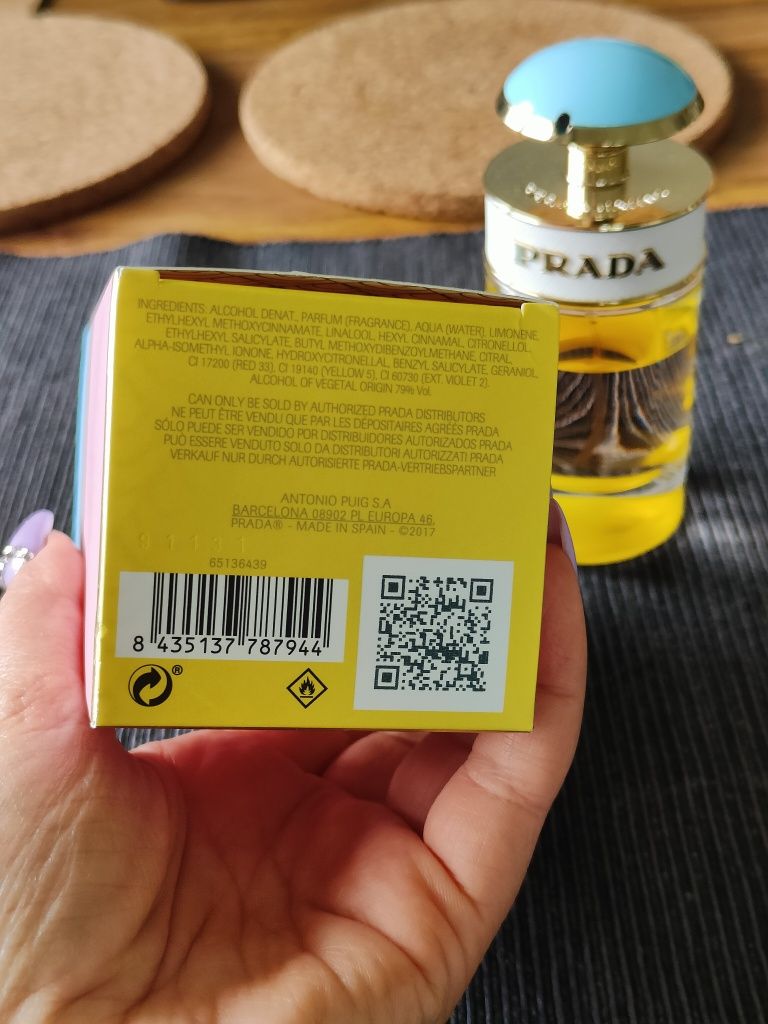 PRADA
INGREDIENTS: ALCOHOL DENAT., PARFUM (FRAGRANCE), AQUA (WATER), LIMONENE,
ETHYLHEXYL METHOXYCINNAMATE, LINALOOL, HEXYL CINNAMAL, CITRONELLOL,
ETHYLHEXYL SALICYLATE, BUTYL METHOXYDIBENZOYLMETHANE, CITRAL,
ALPHA-ISOMETHYL IONONE, HYDROXYCITRONELLAL, BENZYL SALICYLATE, GERANIOL,
CI 17200 (RED 33), CI 19140 (YELLOW 5), CI 60730 (EXT. VIOLET 2).
ALCOHOL OF VEGETAL ORIGIN 79% Vol.
CAN ONLY BE SOLD BY AUTHORIZED PRADA DISTRIBUTORS
NE PEUT ÊTRE VENDU QUE PAR LES DÉPOSITAIRES AGRÉÉS PRADA
SÓLO PUEDE SER VENDIDO POR DISTRIBUIDORES AUTORIZADOS PRADA
PUÒ ESSERE VENDUTO SOLO DA DISTRIBUTORI AUTORIZZATI PRADA
VERKAUF NUR DURCH AUTORISIERTE PRADA-VERTRIEBSPARTNER
ANTONIO PUIG S.A
BARCELONA 08902 PL EUROPA 46,
PRADA® - MADE IN SPAIN - ©2017
91131
65136439
8 435137 787944
®